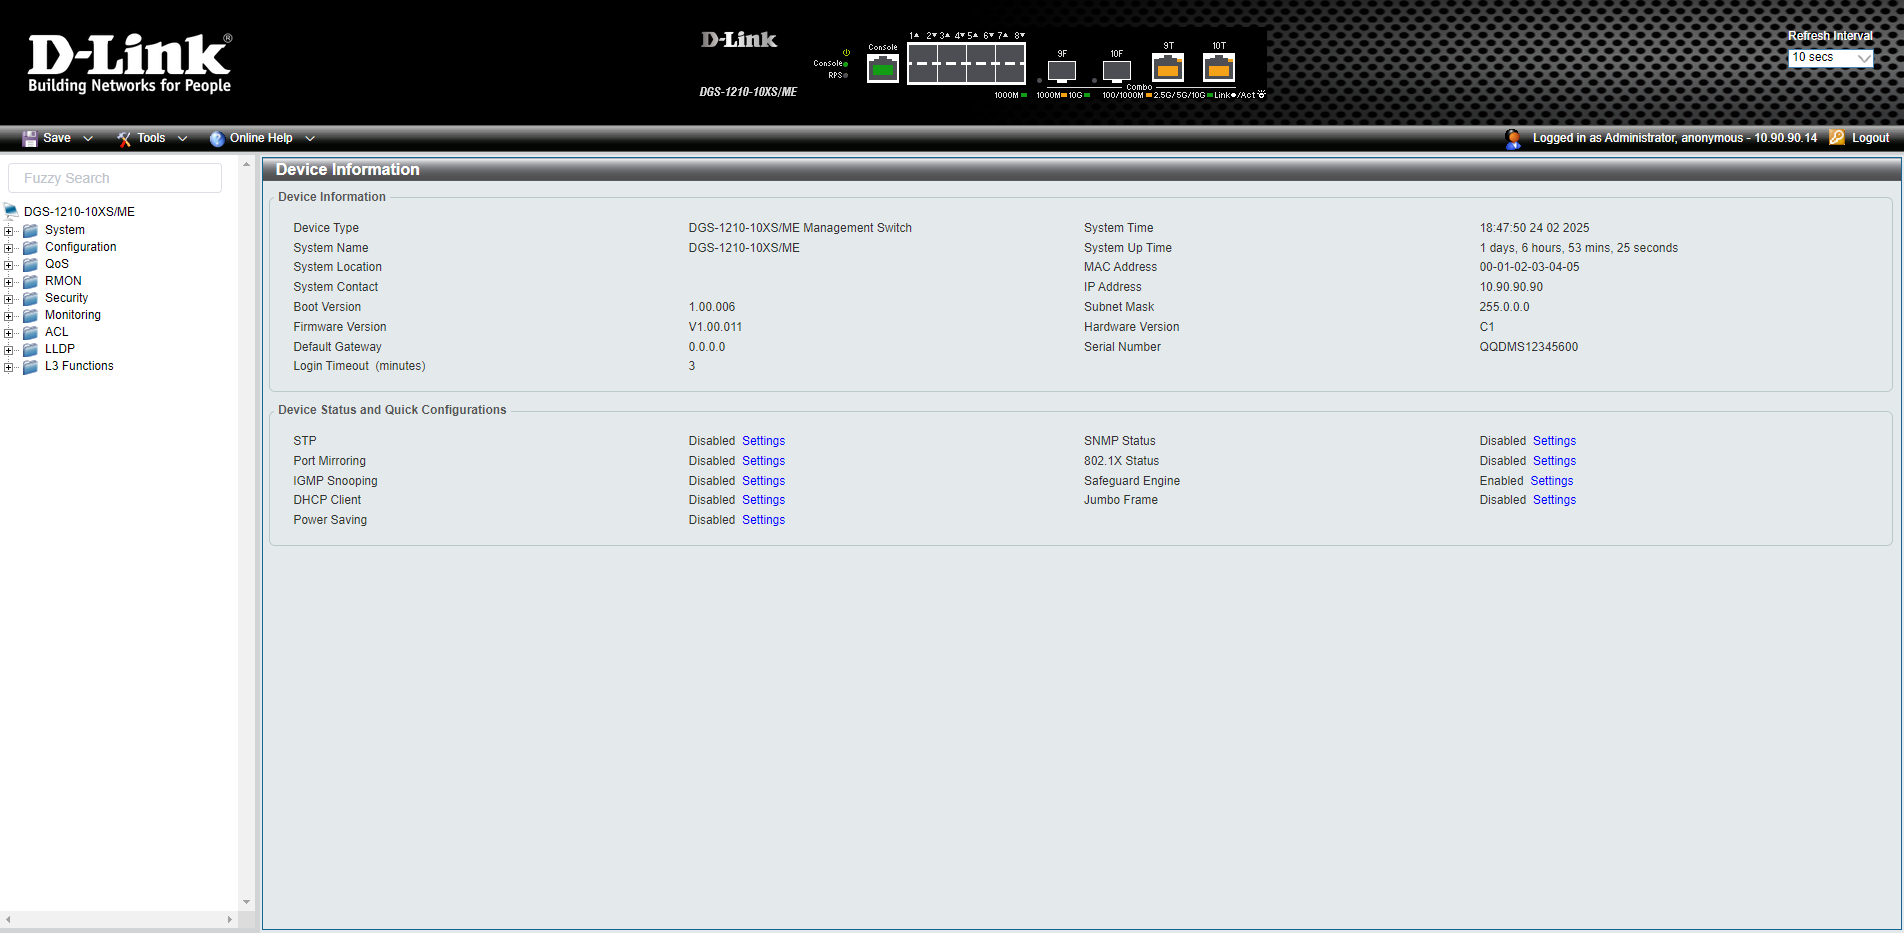 D-Link®
Building Networks for People
D-Link
DGS-1210-10XS/ME
Console
RPS
Console
1▲ 2▼ 3▲ 4▼ 5▲ 6▼ 7▲ 8▼
9F 10F 9T 10T
Combo
1000M 1000M 10G 100/1000M 2.5G/5G/10G Link/Act
Refresh Interval
10 secs
Save Tools Online Help
Logged in as Administrator, anonymous - 10.90.90.14 Logout
Fuzzy Search
DGS-1210-10XS/ME
System
Configuration
QoS
RMON
Security
Monitoring
ACL
LLDP
L3 Functions
Device Information
Device Information
Device Type DGS-1210-10XS/ME Management Switch System Time 18:47:50 24 02 2025
System Name DGS-1210-10XS/ME System Up Time 1 days, 6 hours, 53 mins, 25 seconds
System Location MAC Address 00-01-02-03-04-05
System Contact IP Address 10.90.90.90
Boot Version 1.00.006 Subnet Mask 255.0.0.0
Firmware Version V1.00.011 Hardware Version C1
Default Gateway 0.0.0.0 Serial Number QQDMS12345600
Login Timeout (minutes) 3
Device Status and Quick Configurations
STP Disabled Settings SNMP Status Disabled Settings
Port Mirroring Disabled Settings 802.1X Status Disabled Settings
IGMP Snooping Disabled Settings Safeguard Engine Enabled Settings
DHCP Client Disabled Settings Jumbo Frame Disabled Settings
Power Saving Disabled Settings